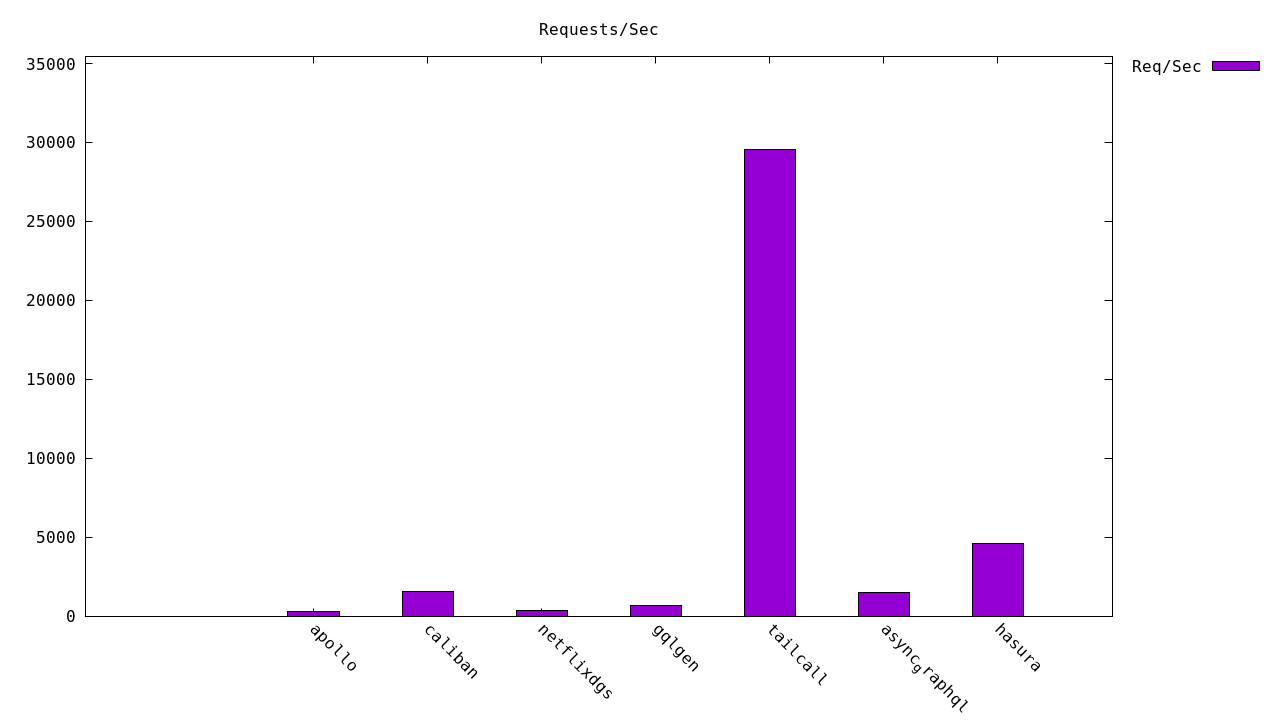 Requests/Sec
Req/Sec
35000
30000
25000
20000
15000
10000
5000
0
apollo
caliban
netflixdgs
gqlgen
tailcall
asyncgraphql
hasura